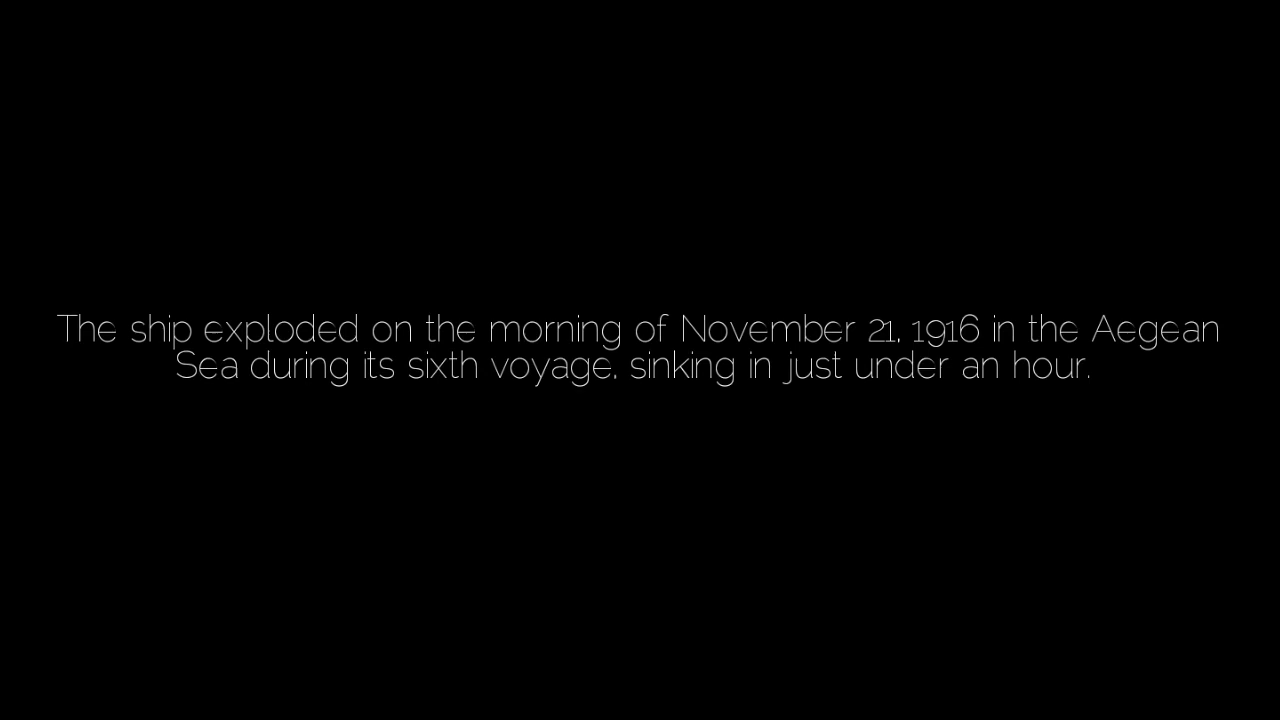 The ship exploded on the morning of November 21, 1916 in the Aegean
Sea during its sixth voyage, sinking in just under an hour.